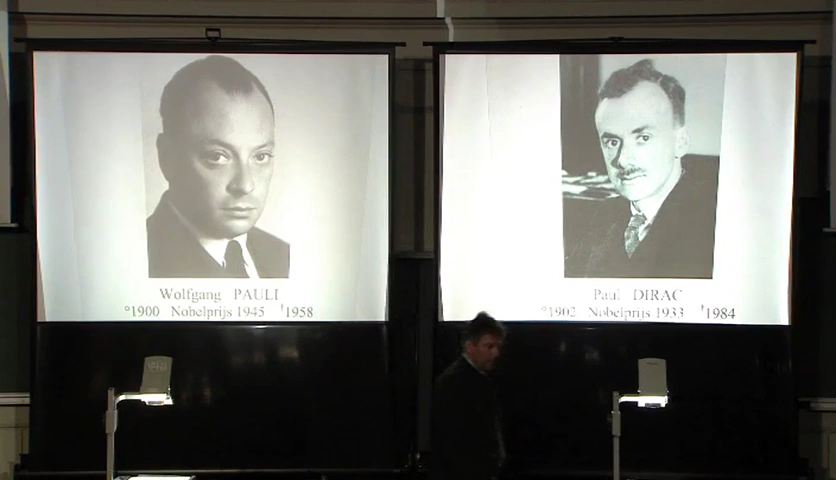 Wolfgang PAULI
°1900 Nobelprijs 1945 †1958
Paul DIRAC
°1902 Nobelprijs 1933 †1984